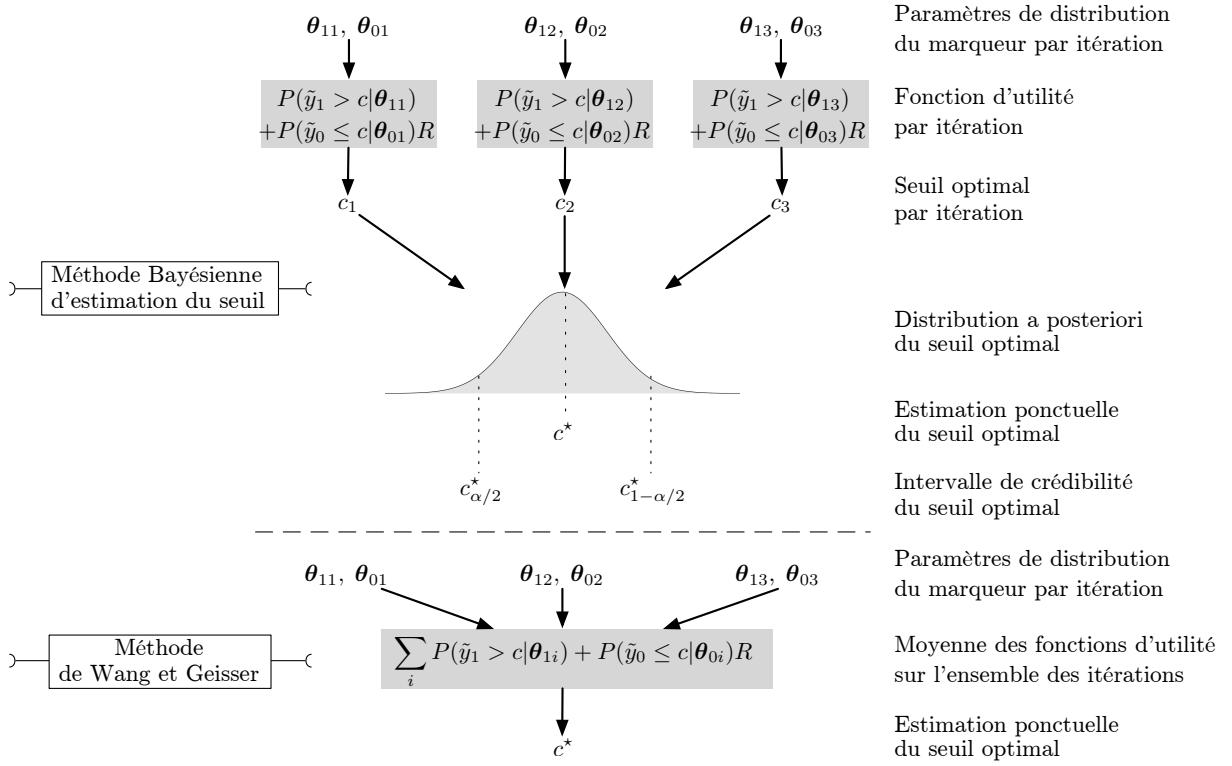 θ11, θ01
θ12, θ02
θ13, θ03
Paramètres de distribution
du marqueur par itération
P(ỹ1 > c|θ11)
+P(ỹ0 ≤ c|θ01)R
P(ỹ1 > c|θ12)
+P(ỹ0 ≤ c|θ02)R
P(ỹ1 > c|θ13)
+P(ỹ0 ≤ c|θ03)R
Fonction d'utilité
par itération
c1
c2
c3
Seuil optimal
par itération
Méthode Bayésienne
d'estimation du seuil
Distribution a posteriori
du seuil optimal
c⋆
Estimation ponctuelle
du seuil optimal
c⋆α/2
c⋆1−α/2
Intervalle de crédibilité
du seuil optimal
θ11, θ01
θ12, θ02
θ13, θ03
Paramètres de distribution
du marqueur par itération
Méthode
de Wang et Geisser
∑i P(ỹ1 > c|θ1i) + P(ỹ0 ≤ c|θ0i)R
Moyenne des fonctions d'utilité
sur l'ensemble des itérations
c⋆
Estimation ponctuelle
du seuil optimal